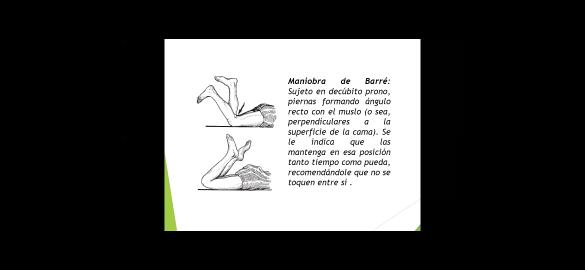 Maniobra de Barré:
Sujeto en decúbito prono,
piernas formando ángulo
recto con el muslo (o sea,
perpendiculares a la
superficie de la cama). Se
le indica que las
mantenga en esa posición
tanto tiempo como pueda,
recomendándole que no se
toquen entre sí .